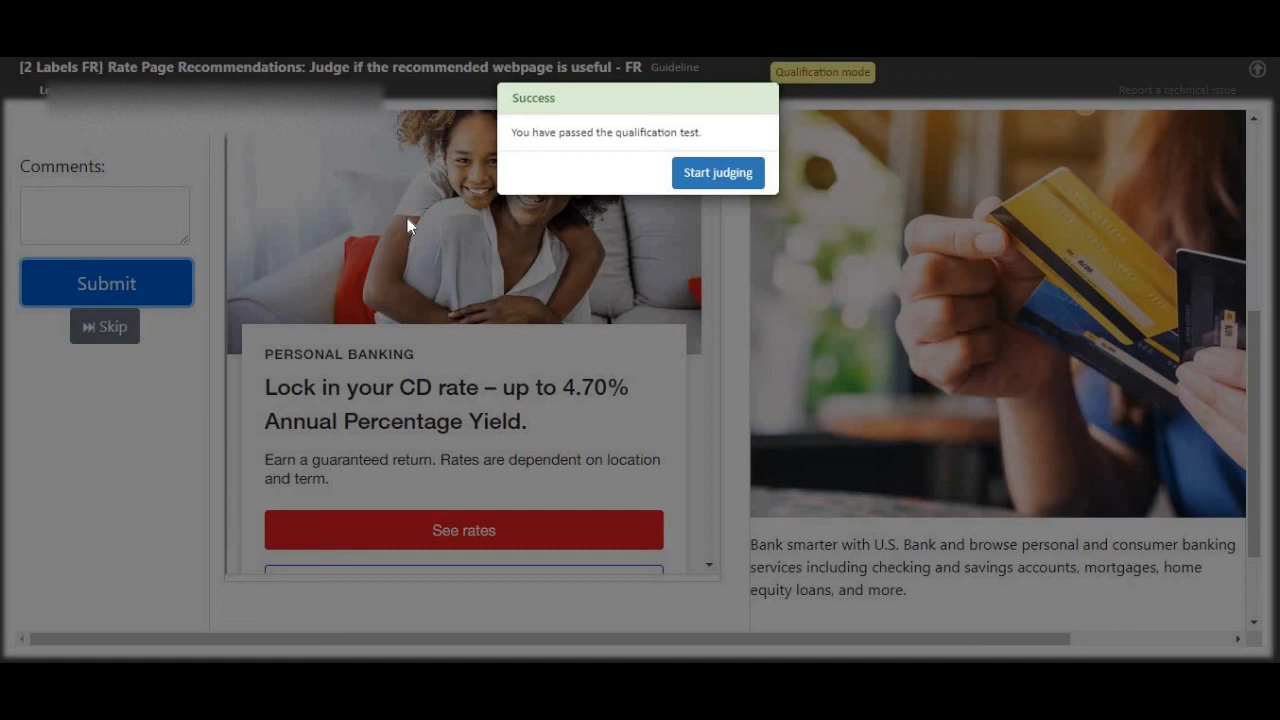 [2 Labels FR] Rate Page Recommendations: Judge if the recommended webpage is useful - FR Guideline
Qualification mode
Report a technical issue
Success
You have passed the qualification test.
Start judging
Comments:
Submit
Skip
PERSONAL BANKING
Lock in your CD rate – up to 4.70%
Annual Percentage Yield.
Earn a guaranteed return. Rates are dependent on location
and term.
See rates
Bank smarter with U.S. Bank and browse personal and consumer banking
services including checking and savings accounts, mortgages, home
equity loans, and more.